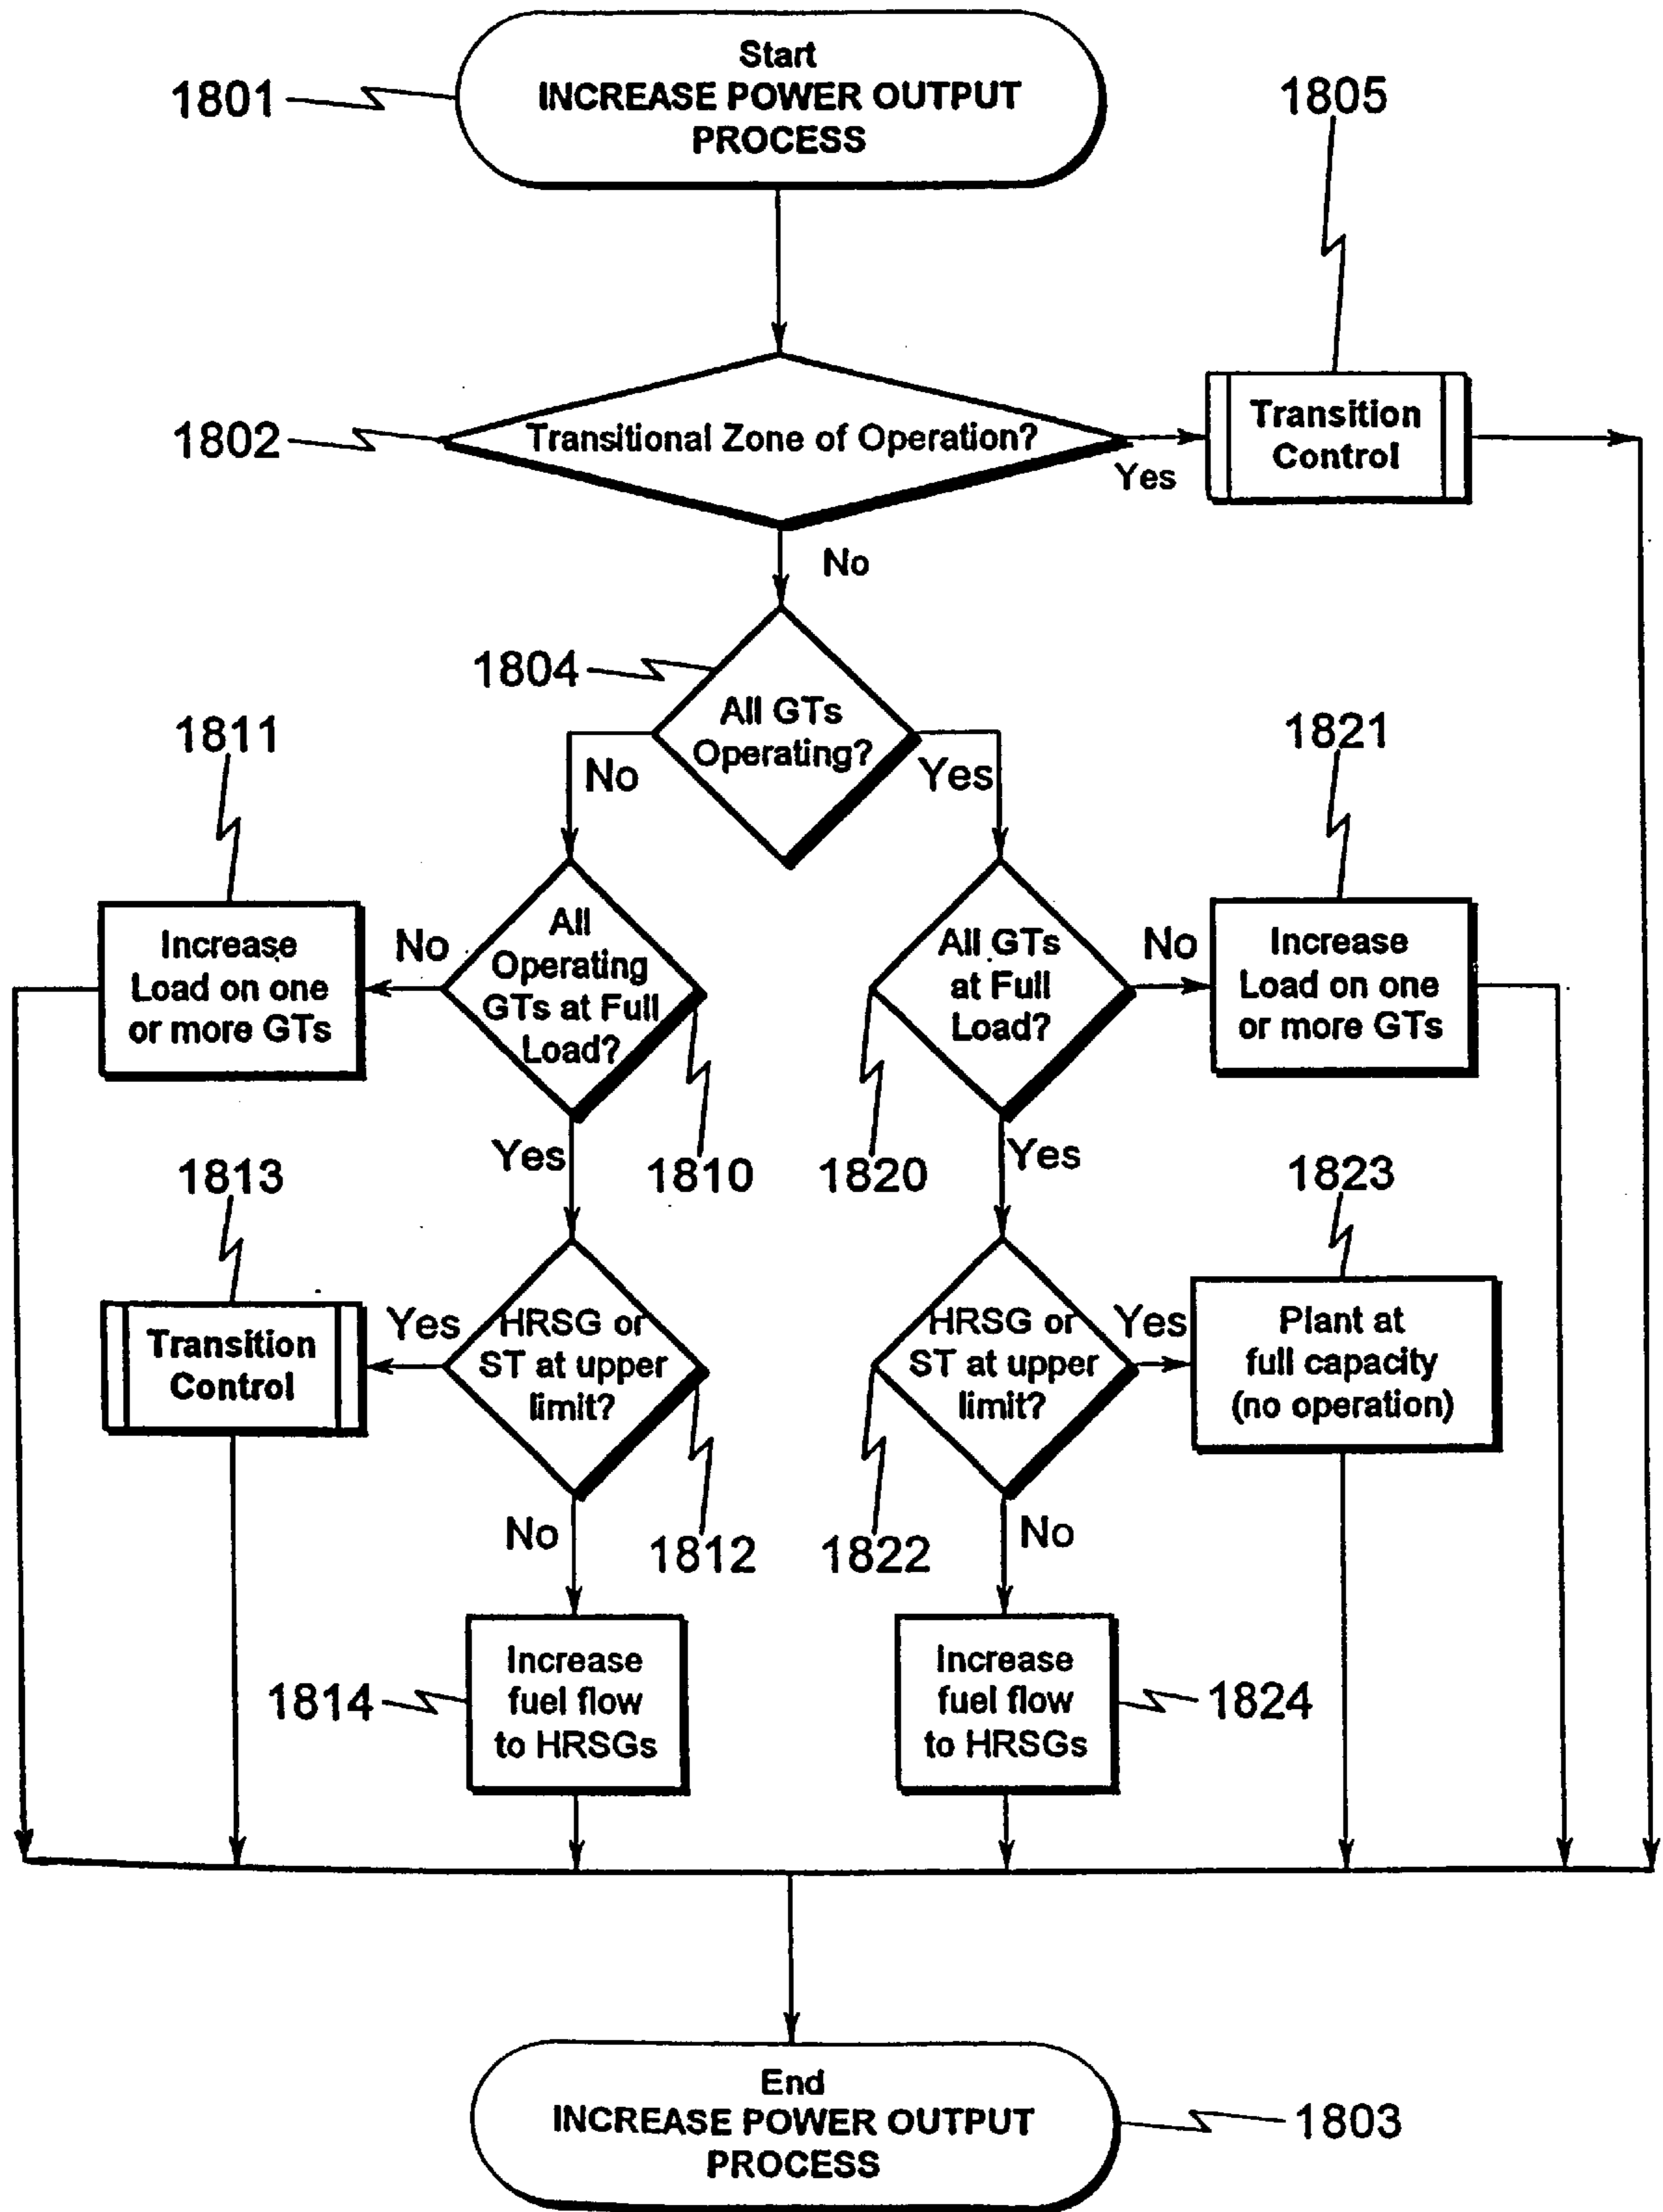 Start
INCREASE POWER OUTPUT
PROCESS
1801
1805
1802
Transitional Zone of Operation?
Yes
Transition
Control
No
1804
All GTs
Operating?
No
Yes
1811
1821
Increase
Load on one
or more GTs
No
All
Operating
GTs at Full
Load?
All GTs
at Full
Load?
No
Increase
Load on one
or more GTs
Yes
1810
1820
Yes
1813
1823
Transition
Control
Yes
HRSG or
ST at upper
limit?
HRSG or
ST at upper
limit?
Yes
Plant at
full capacity
(no operation)
No
1812
1822
No
1814
Increase
fuel flow
to HRSGs
Increase
fuel flow
to HRSGs
1824
End
INCREASE POWER OUTPUT
PROCESS
1803